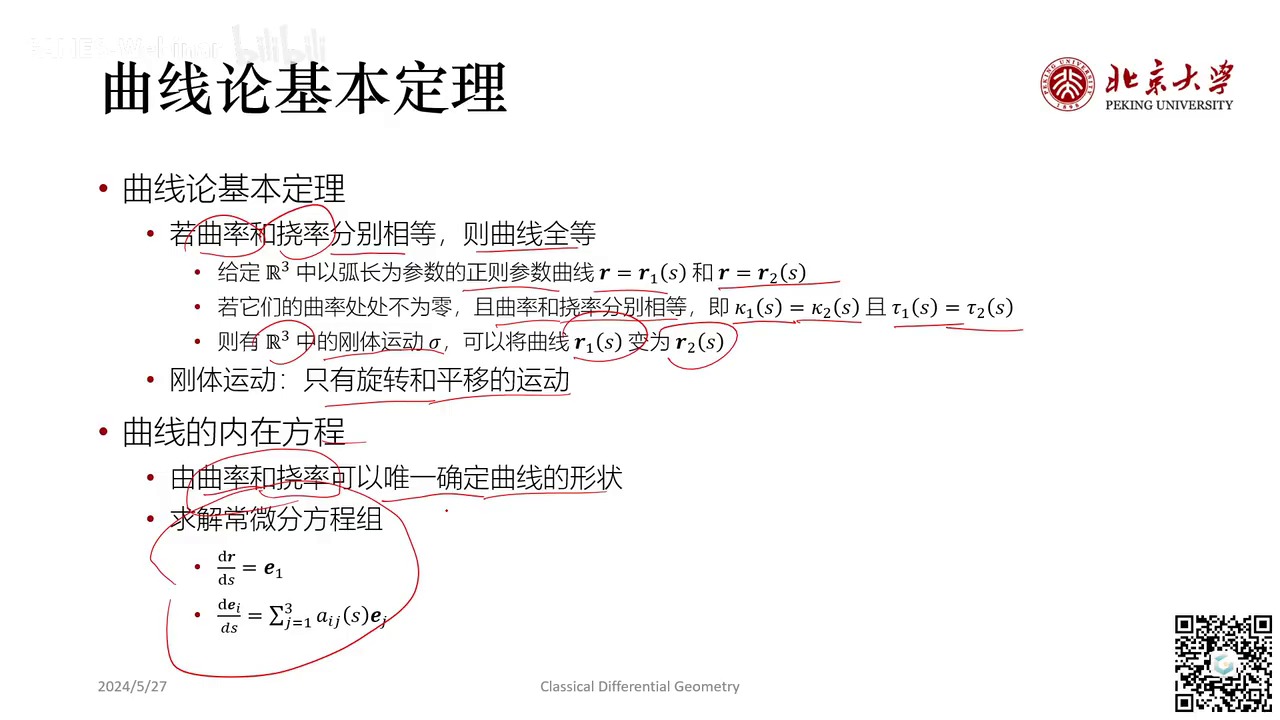 Webinar bilibili
曲线论基本定理
北京大学
PEKING UNIVERSITY
• 曲线论基本定理
• 若曲率和挠率分别相等，则曲线全等
• 给定 ℝ³ 中以弧长为参数的正则参数曲线 𝒓 = 𝒓₁(s) 和 𝒓 = 𝒓₂(s)
• 若它们的曲率处处不为零，且曲率和挠率分别相等，即 κ₁(s) = κ₂(s) 且 τ₁(s) = τ₂(s)
• 则有 ℝ³ 中的刚体运动 σ，可以将曲线 𝒓₁(s) 变为 𝒓₂(s)
• 刚体运动：只有旋转和平移的运动
• 曲线的内在方程
• 由曲率和挠率可以唯一确定曲线的形状
• 求解常微分方程组
• d𝒓/ds = 𝒆₁
• d𝒆ᵢ/ds = ∑³ⱼ₌₁ aᵢⱼ(s)𝒆ⱼ
2024/5/27
Classical Differential Geometry